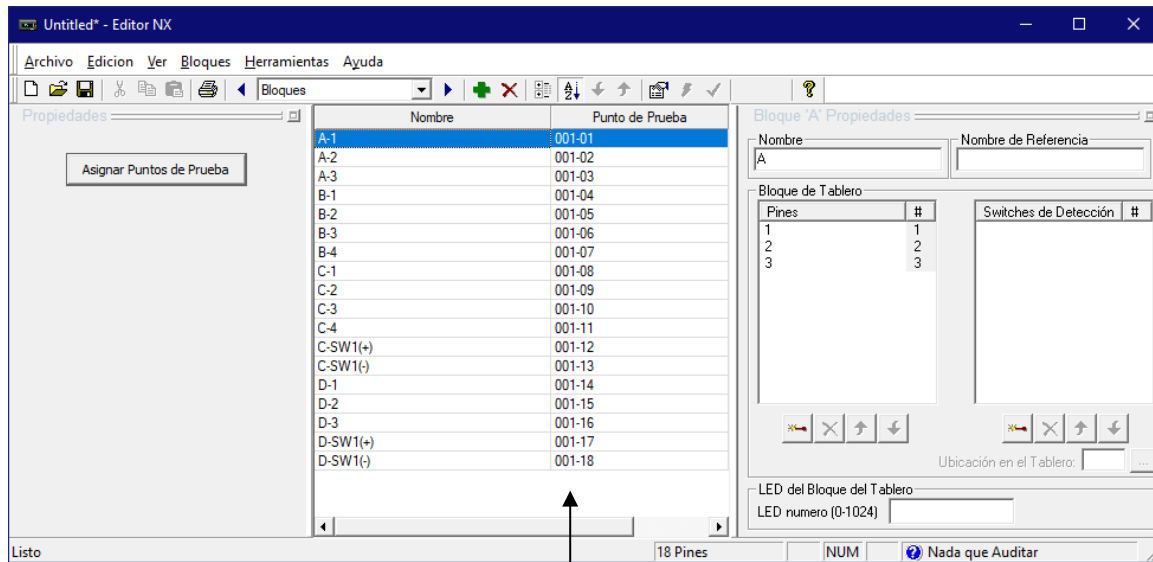 Untitled* - Editor NX
Archivo Edicion Ver Bloques Herramientas Ayuda
Bloques
Propiedades
Asignar Puntos de Prueba
Nombre Punto de Prueba
A-1 001-01
A-2 001-02
A-3 001-03
B-1 001-04
B-2 001-05
B-3 001-06
B-4 001-07
C-1 001-08
C-2 001-09
C-3 001-10
C-4 001-11
C-SW1(+) 001-12
C-SW1(-) 001-13
D-1 001-14
D-2 001-15
D-3 001-16
D-SW1(+) 001-17
D-SW1(-) 001-18
Bloque 'A' Propiedades
Nombre Nombre de Referencia
A
Bloque de Tablero
Pines # Switches de Detección #
1 1
2 2
3 3
Ubicación en el Tablero: ...
LED del Bloque del Tablero
LED numero (0-1024)
Listo 18 Pines NUM Nada que Auditar